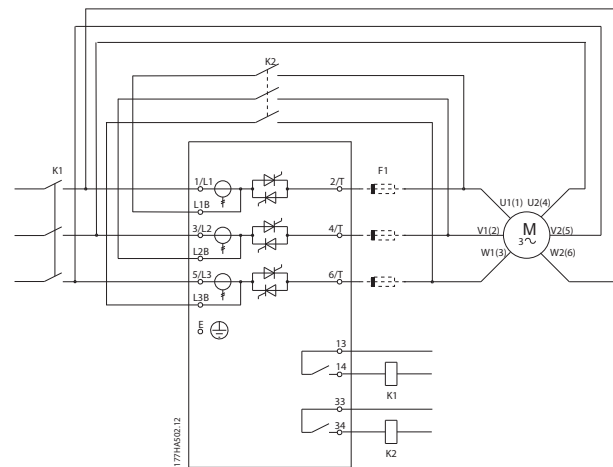 K2
K1
F1
1/L1
2/T
L1B
3/L2
4/T
L2B
5/L3
6/T
L3B
E
U1(1) U2(4)
V1(2) M 3~ V2(5)
W1(3) W2(6)
13
14
K1
33
34
K2
177HA502.12